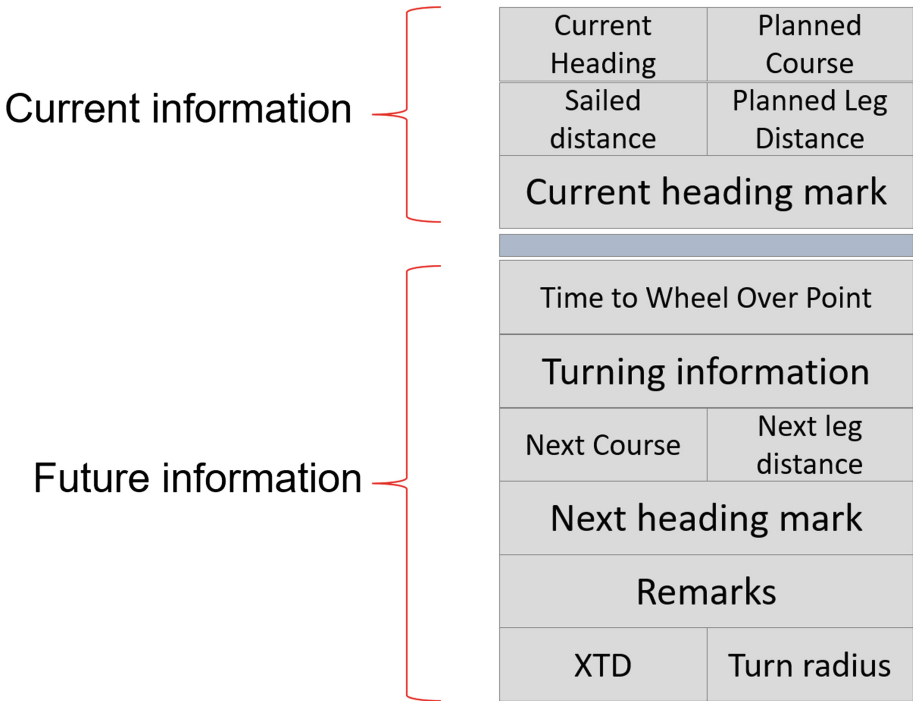 Current information
Current
Heading
Planned
Course
Sailed
distance
Planned Leg
Distance
Current heading mark
Future information
Time to Wheel Over Point
Turning information
Next Course
Next leg
distance
Next heading mark
Remarks
XTD
Turn radius